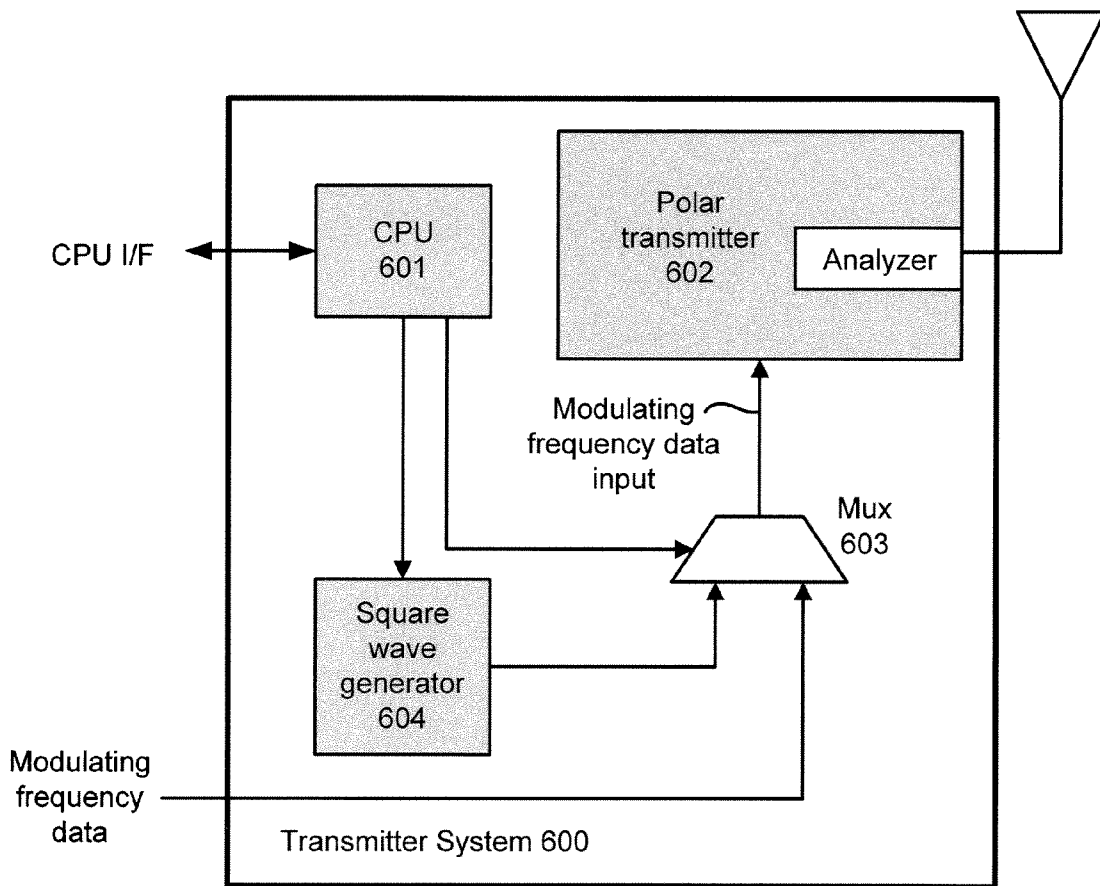 CPU I/F
CPU
601
Polar
transmitter
602
Analyzer
Modulating
frequency data
input
Mux
603
Square
wave
generator
604
Modulating
frequency
data
Transmitter System 600